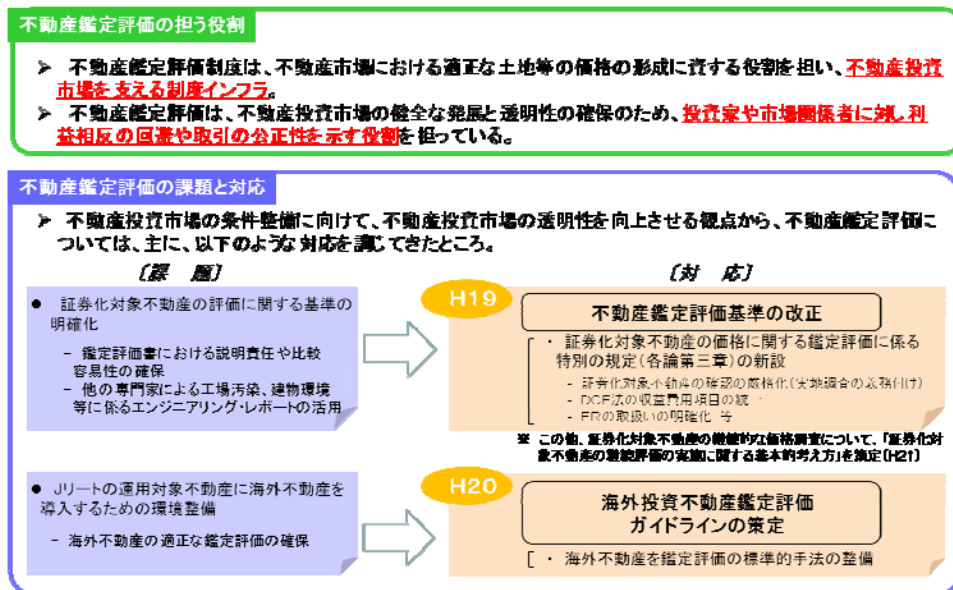 不動産鑑定評価の担う役割
➢ 不動産鑑定評価制度は、不動産市場における適正な土地等の価格の形成に資する役割を担い、不動産投資
市場を支える制度インフラ。
➢ 不動産鑑定評価は、不動産投資市場の健全な発展と透明性の確保のため、投資家や市場関係者に対し利
益相反の回避や取引の公正性を示す役割を担っている。
不動産鑑定評価の課題と対応
➢ 不動産投資市場の条件整備に向けて、不動産投資市場の透明性を向上させる観点から、不動産鑑定評価に
ついては、主に、以下のような対応を講じてきたところ。
〔課 題〕
● 証券化対象不動産の評価に関する基準の
明確化
− 鑑定評価書における説明責任や比較
容易性の確保
− 他の専門家による工場汚染、建物環境
等に係るエンジニアリング・レポートの活用
〔対 応〕
H19
不動産鑑定評価基準の改正
・ 証券化対象不動産の価格に関する鑑定評価に係る
特別の規定(各論第三章)の新設
- 証券化対象不動産の確認の厳格化(実地調査の義務付け)
- DCF法の収益費用項目の統一
- ERの取扱いの明確化 等
※ この他、証券化対象不動産の継続的な価格調査について、「証券化対
象不動産の継続評価の実施に関する基本的考え方」を策定(H21)
● Jリートの運用対象不動産に海外不動産を
導入するための環境整備
− 海外不動産の適正な鑑定評価の確保
H20
海外投資不動産鑑定評価
ガイドラインの策定
・ 海外不動産を鑑定評価の標準的手法の整備